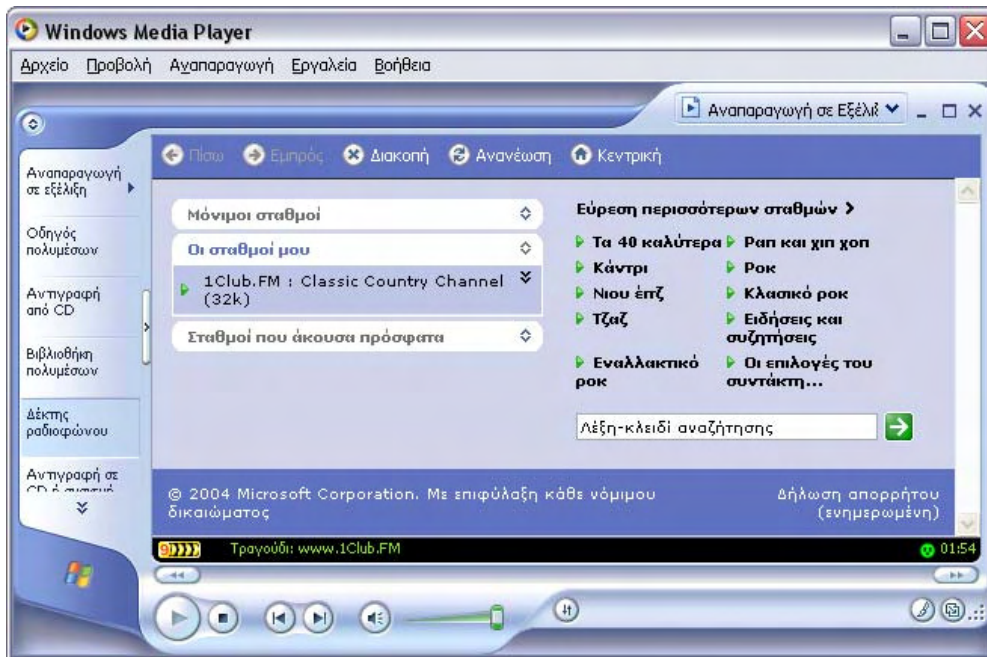 Windows Media Player
Αρχείο Προβολή Αναπαραγωγή Εργαλεία Βοήθεια
Αναπαραγωγή σε Εξέλιξ
Πίσω Εμπρός Διακοπή Ανανέωση Κεντρική
Αναπαραγωγή
σε εξέλιξη
Οδηγός
πολυμέσων
Αντιγραφή
από CD
Βιβλιοθήκη
πολυμέσων
Δέκτης
ραδιοφώνου
Αντιγραφή σε
CD ή
Μόνιμοι σταθμοί
Οι σταθμοί μου
1Club.FM : Classic Country Channel
(32k)
Σταθμοί που άκουσα πρόσφατα
Εύρεση περισσότερων σταθμών
Τα 40 καλύτερα Ραπ και χιπ χοπ
Κάντρι Ροκ
Νιου έιτζ Κλασικό ροκ
Τζαζ Ειδήσεις και
συζητήσεις
Εναλλακτικό Οι επιλογές του
ροκ συντάκτη...
Λέξη-κλειδί αναζήτησης
© 2004 Microsoft Corporation. Με επιφύλαξη κάθε νόμιμου
δικαιώματος
Δήλωση απορρήτου
(ενημερωμένη)
Τραγούδι: www.1Club.FM 01:54